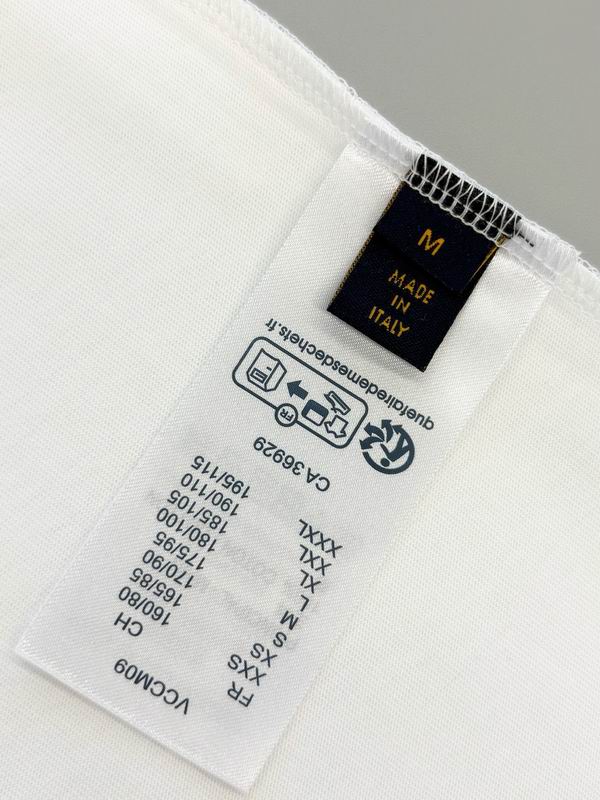 M
MADE
IN
ITALY
VCCM09
FR CH
XXS 160/80
XS 165/85
S 170/90
M 175/95
L 180/100
XL 185/105
XXL 190/110
XXXL 195/115
CA 36929
FR
quefairedemesdechets.fr